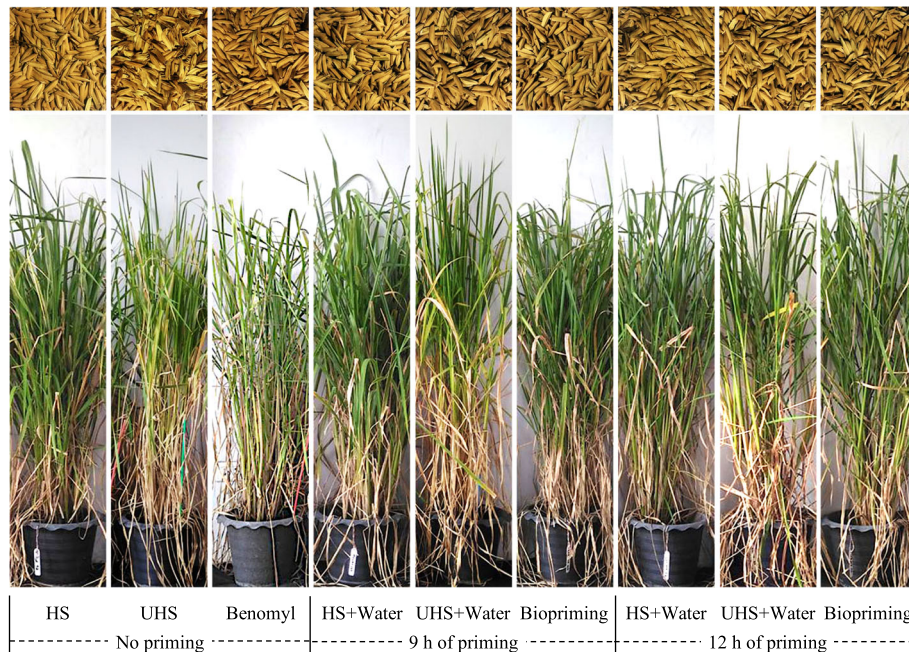 HS UHS Benomyl HS+Water UHS+Water Biopriming HS+Water UHS+Water Biopriming
No priming 9 h of priming 12 h of priming